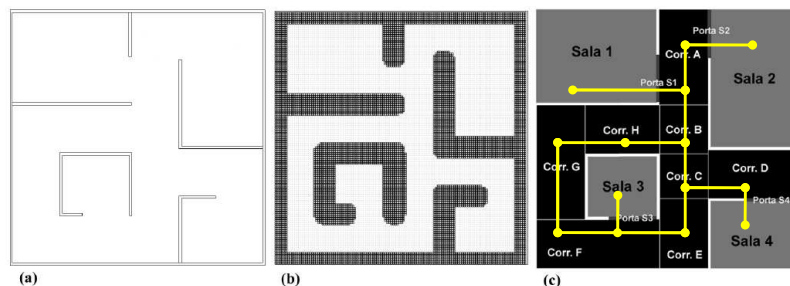 Porta S2
Sala 1
Corr. A
Sala 2
Porta S1
Corr. H
Corr. B
Corr. G
Corr. C
Corr. D
Sala 3
Porta S4
Porta S3
Sala 4
Corr. F
Corr. E
(a)
(b)
(c)